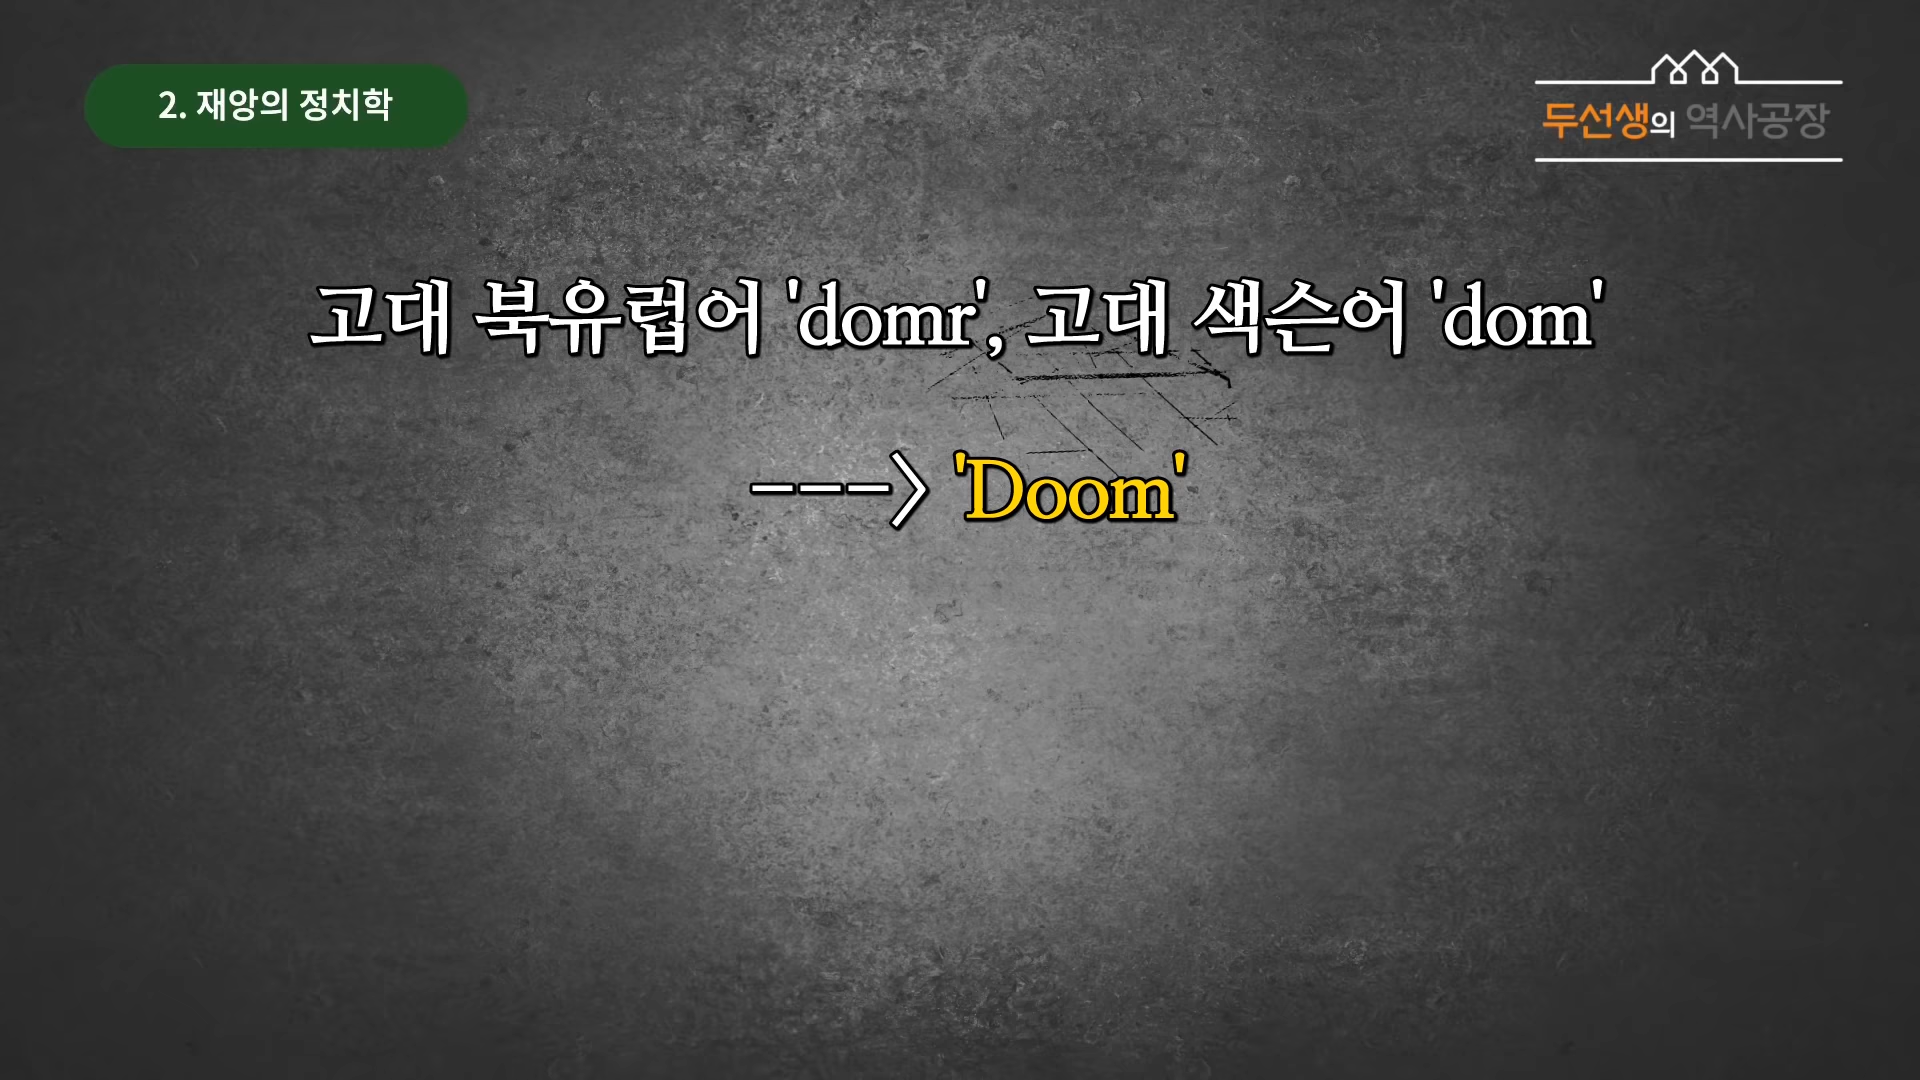 2. 재앙의 정치학
두선생의 역사공장
고대 북유럽어 'domr', 고대 색슨어 'dom'
---> 'Doom'